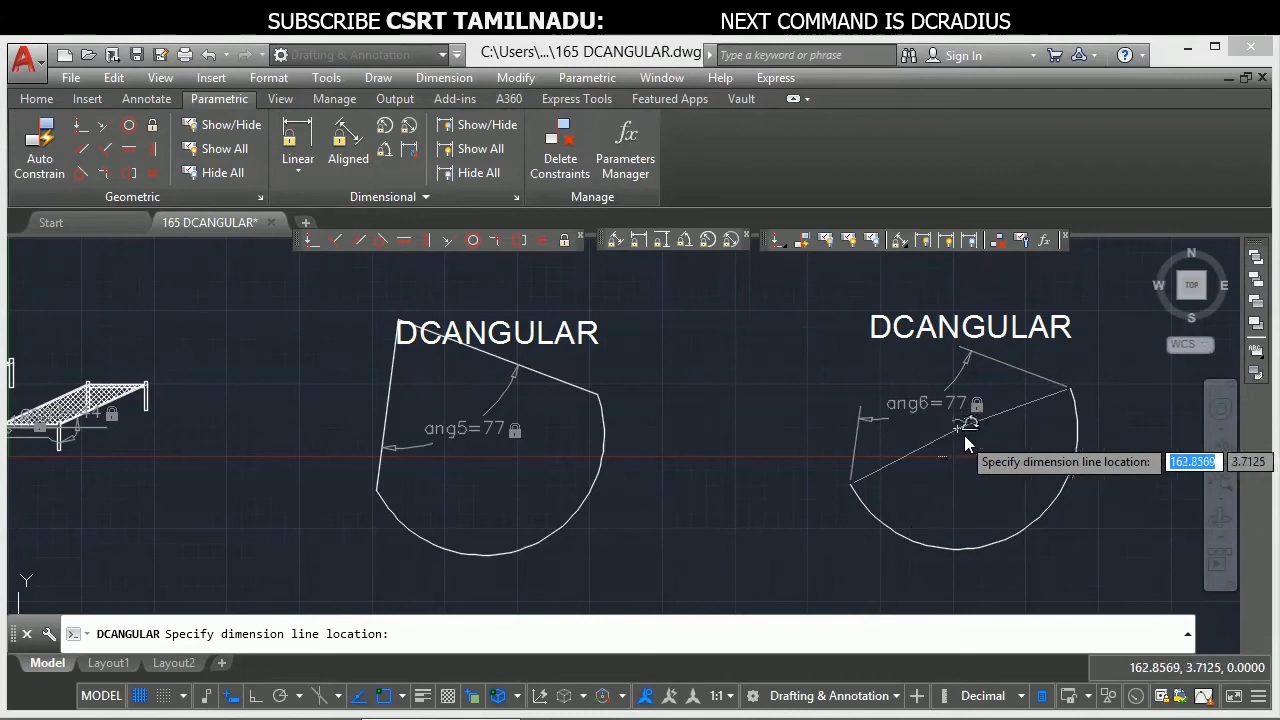 SUBSCRIBE CSRT TAMILNADU: NEXT COMMAND IS DCRADIUS
Drafting & Annotation C:\Users\...\165 DCANGULAR.dwg Type a keyword or phrase Sign In
File Edit View Insert Format Tools Draw Dimension Modify Parametric Window Help Express
Home Insert Annotate Parametric View Manage Output Add-ins A360 Express Tools Featured Apps Vault
Show/Hide
Show All
Hide All
Auto
Constrain
Geometric
Linear
Aligned
Show/Hide
Show All
Hide All
Dimensional
Delete
Constraints
fx
Parameters
Manager
Manage
Start 165 DCANGULAR*
N
W TOP E
S
WCS
DCANGULAR
DCANGULAR
ang5=77
ang6=77
Specify dimension line location: 162.8569 3.7125
Y
DCANGULAR Specify dimension line location:
Model Layout1 Layout2
162.8569, 3.7125, 0.0000
MODEL 1:1 Drafting & Annotation Decimal